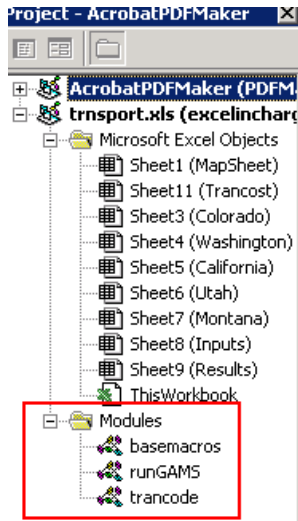 Project - AcrobatPDFMaker
AcrobatPDFMaker (PDFM
trnsport.xls (excelincharg
Microsoft Excel Objects
Sheet1 (MapSheet)
Sheet11 (Trancost)
Sheet3 (Colorado)
Sheet4 (Washington)
Sheet5 (California)
Sheet6 (Utah)
Sheet7 (Montana)
Sheet8 (Inputs)
Sheet9 (Results)
ThisWorkbook
Modules
basemacros
runGAMS
trancode